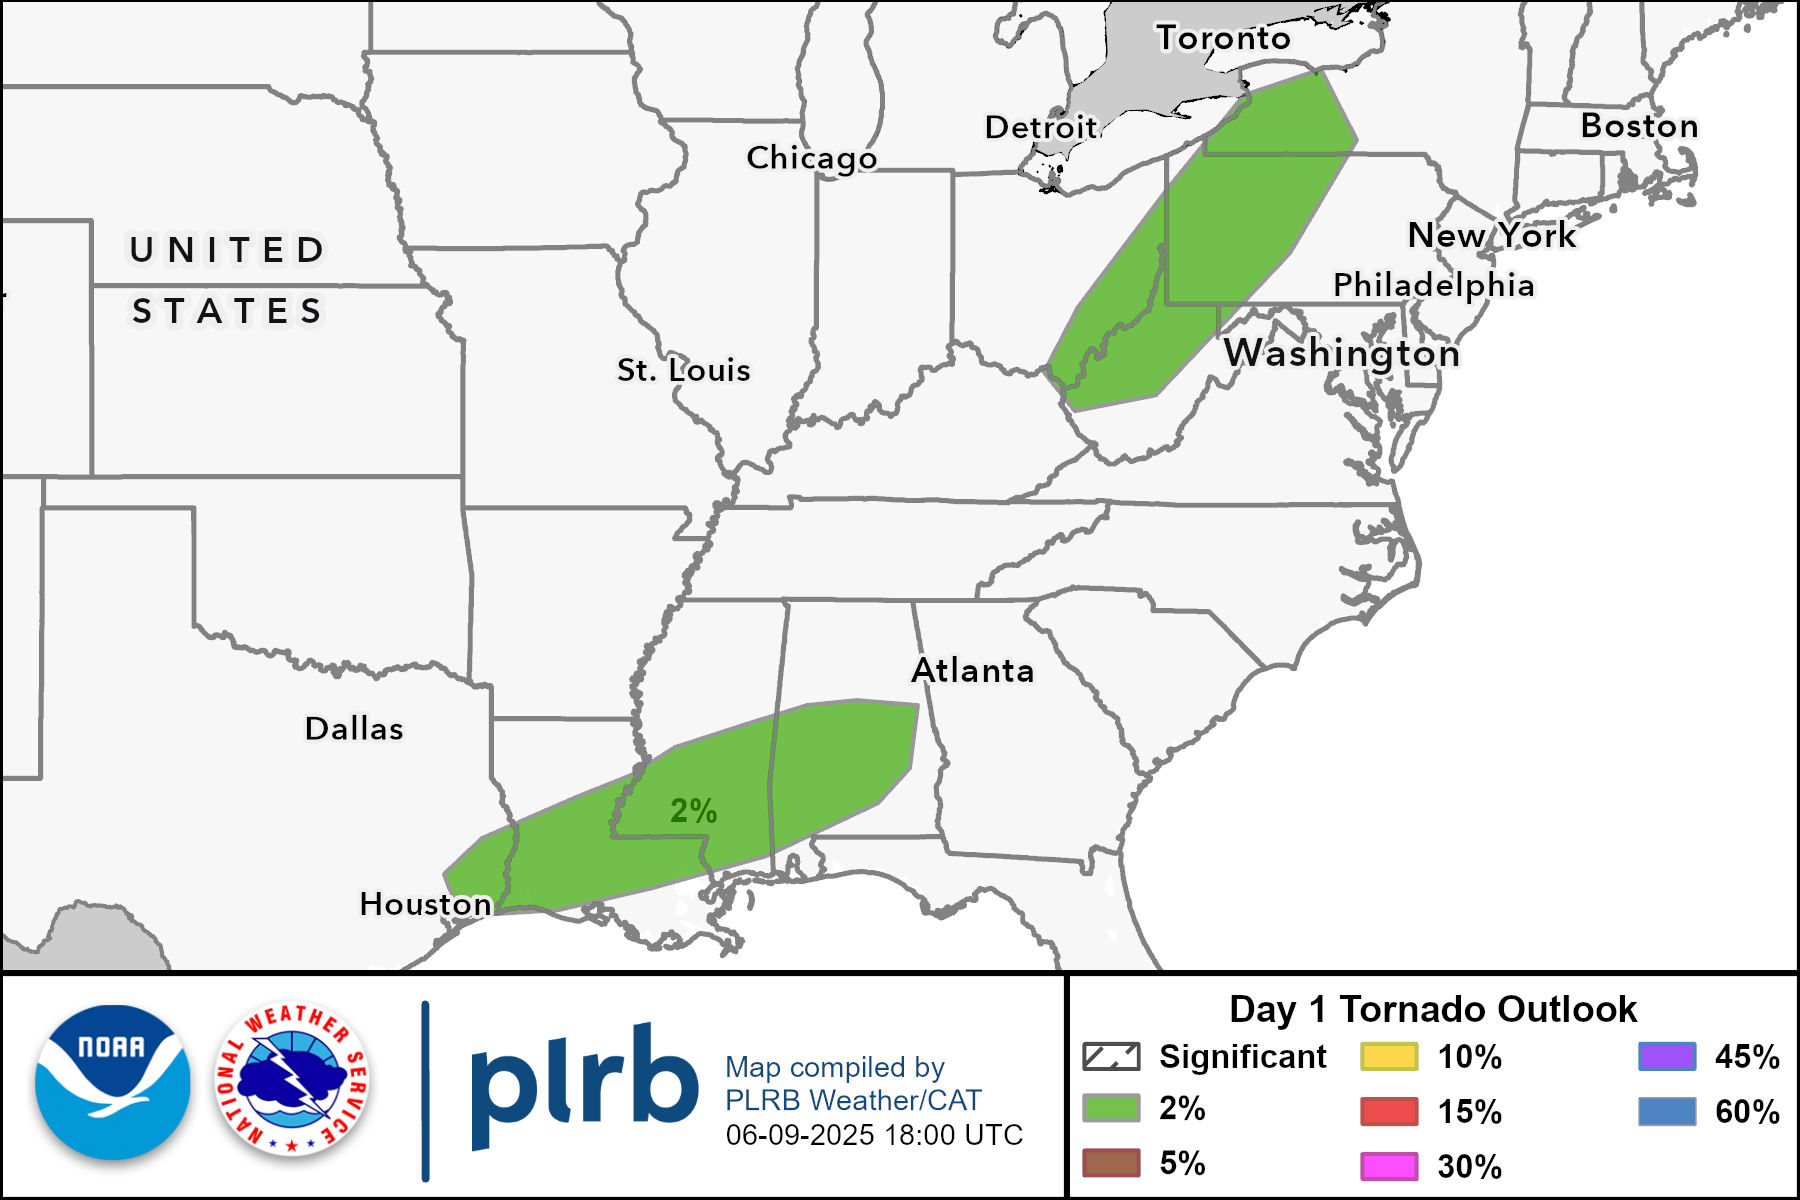 Toronto
Detroit
Boston
Chicago
UNITED
STATES
New York
Philadelphia
Washington
St. Louis
Atlanta
Dallas
2%
Houston
NOAA
NATIONAL WEATHER SERVICE
plrb
Map compiled by
PLRB Weather/CAT
06-09-2025 18:00 UTC
Day 1 Tornado Outlook
Significant
2%
5%
10%
15%
30%
45%
60%